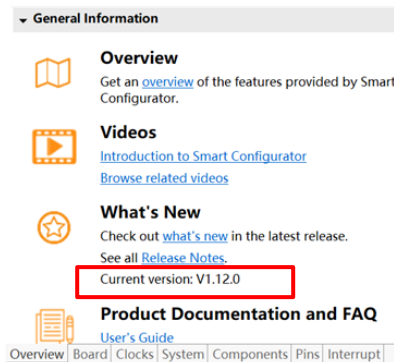 General Information
Overview
Get an overview of the features provided by Smart
Configurator.
Videos
Introduction to Smart Configurator
Browse related videos
What's New
Check out what's new in the latest release.
See all Release Notes.
Current version: V1.12.0
Product Documentation and FAQ
User's Guide
Overview Board Clocks System Components Pins Interrupt